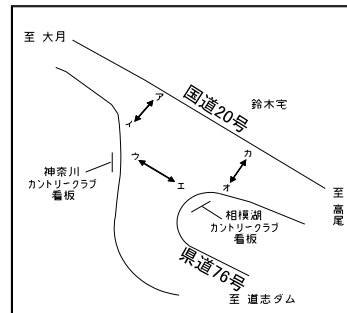 至 大月
国道20号
鈴木宅
ア
イ
ウ
エ
カ
オ
神奈川
カントリークラブ
看板
相模湖
カントリークラブ
看板
至
高尾
県道76号
至 道志ダム